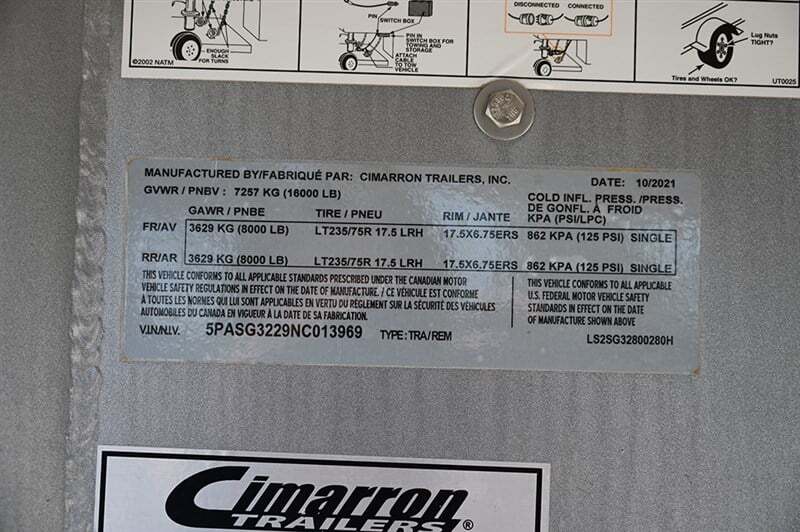 DISCONNECTED CONNECTED
PIN
SWITCH BOX
PIN IN
SWITCH BOX FOR
TOWING AND
STORAGE
ATTACH
CABLE
TO TOW
VEHICLE
ENOUGH
SLACK
FOR TURNS
©2002 NATM
Lug Nuts
TIGHT?
Tires and Wheels OK?
UT0025
MANUFACTURED BY/FABRIQUÉ PAR: CIMARRON TRAILERS, INC. DATE: 10/2021
GVWR / PNBV : 7257 KG (16000 LB)
COLD INFL. PRESS./PRESS.
DE GONFL. À FROID
GAWR / PNBE TIRE / PNEU RIM / JANTE KPA (PSI/LPC)
FR/AV 3629 KG (8000 LB) LT235/75R 17.5 LRH 17.5X6.75ERS 862 KPA (125 PSI) SINGLE
RR/AR 3629 KG (8000 LB) LT235/75R 17.5 LRH 17.5X6.75ERS 862 KPA (125 PSI) SINGLE
THIS VEHICLE CONFORMS TO ALL APPLICABLE STANDARDS PRESCRIBED UNDER THE CANADIAN MOTOR
VEHICLE SAFETY REGULATIONS IN EFFECT ON THE DATE OF MANUFACTURE. / CE VÉHICULE EST CONFORME
À TOUTES LES NORMES QUI LUI SONT APPLICABLES EN VERTU DU RÈGLEMENT SUR LA SÉCURITÉ DES VÉHICULES
AUTOMOBILES DU CANADA EN VIGUEUR À LA DATE DE SA FABRICATION.
THIS VEHICLE CONFORMS TO ALL APPLICABLE
U.S. FEDERAL MOTOR VEHICLE SAFETY
STANDARDS IN EFFECT ON THE DATE
OF MANUFACTURE SHOWN ABOVE
V.I.N./N.I.V. 5PASG3229NC013969 TYPE: TRA/REM LS2SG32800280H
Cimarron
TRAILERS ®